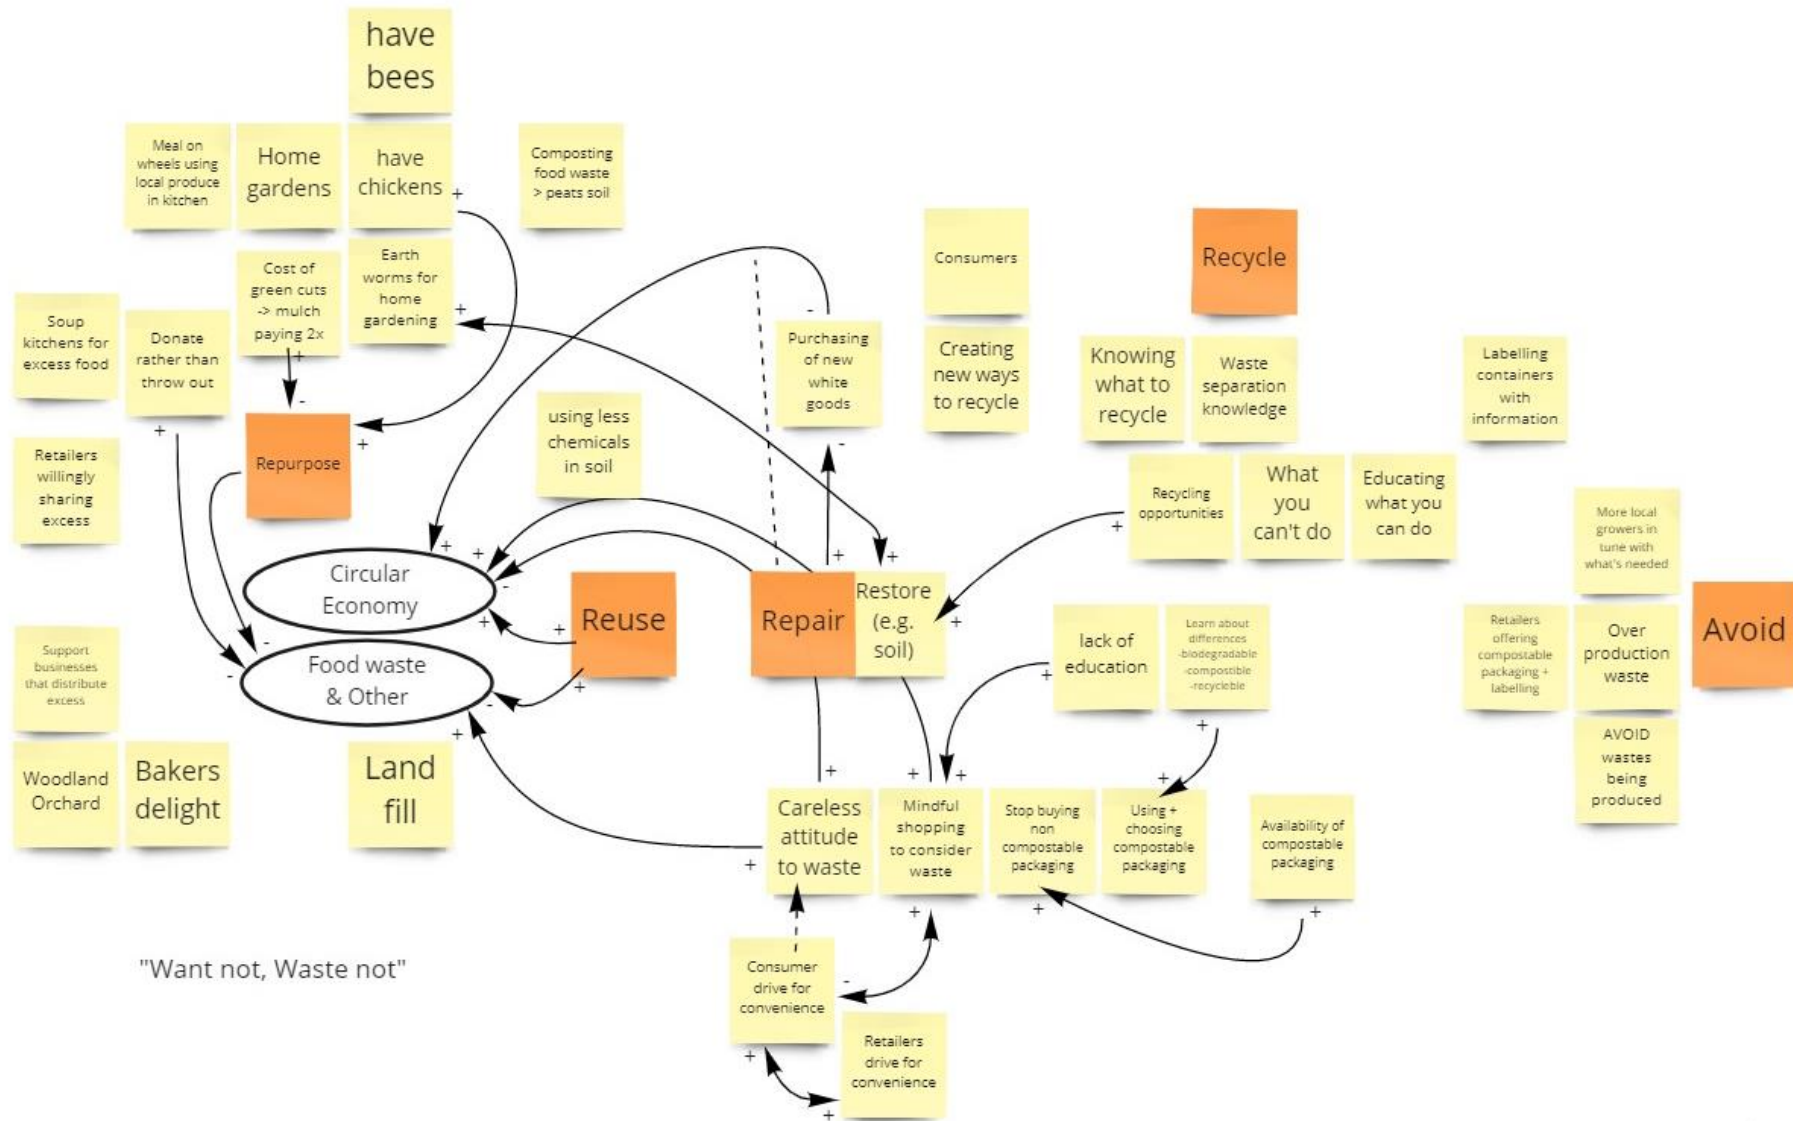 have
bees
Meal on
wheels using
local produce
in kitchen
Home
gardens
have
chickens
+
Composting
food waste
> peats soil
Cost of
green cuts
-> mulch
paying 2x
+
-
Earth
worms for
home
gardening
+
Soup
kitchens for
excess food
Donate
rather than
throw out
+
Retailers
willingly
sharing
excess
Repurpose
+
using less
chemicals
in soil
-
Purchasing
of new
white
goods
-
+
Consumers
Creating
new ways
to recycle
Recycle
Knowing
what to
recycle
Waste
separation
knowledge
Labelling
containers
with
information
Recycling
opportunities
+
What
you
can't do
Educating
what you
can do
More local
growers in
tune with
what's needed
Circular
Economy
+
+
-
+
Food waste
& Other
-
-
-
+
+
Reuse
+
Repair
Restore
(e.g.
soil)
+
+
lack of
education
+
Learn about
differences
-biodegradable
-compostible
-recycleble
+
Retailers
offering
compostable
packaging +
labelling
Over
production
waste
Avoid
AVOID
wastes
being
produced
Support
businesses
that distribute
excess
Woodland
Orchard
Bakers
delight
Land
fill
+
+
Careless
attitude
to waste
+
+
+
Mindful
shopping
to consider
waste
+
Stop buying
non
compostable
packaging
+
+
Using +
choosing
compostable
packaging
Availability of
compostable
packaging
+
"Want not, Waste not"
Consumer
drive for
convenience
-
+
Retailers
drive for
convenience
+